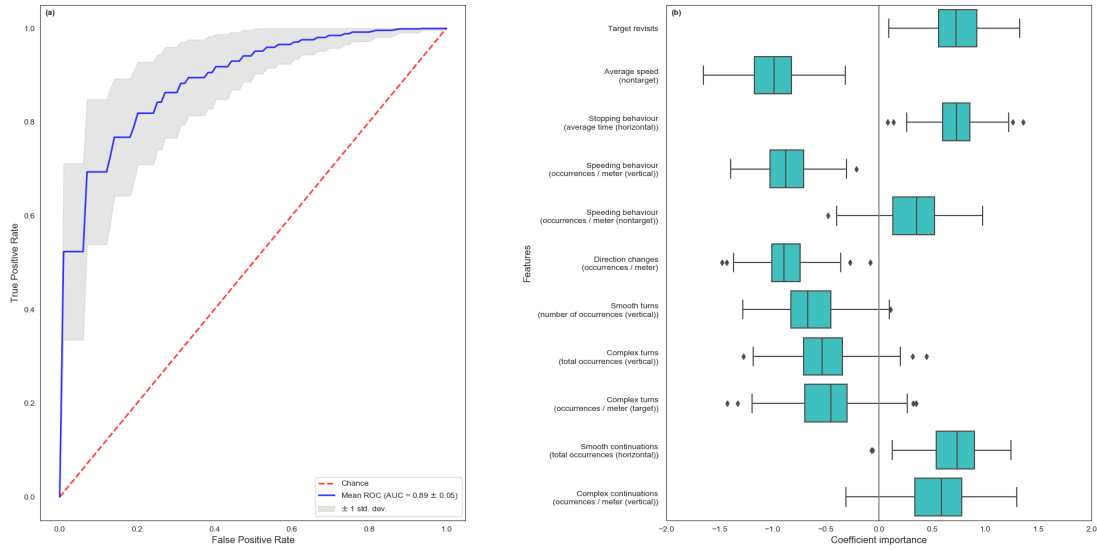 (a)
1.0
0.8
0.6
0.4
0.2
0.0
True Positive Rate
0.0
0.2
0.4
0.6
0.8
1.0
False Positive Rate
Chance
Mean ROC (AUC = 0.89 ± 0.05)
± 1 std. dev.
(b)
Features
Target revisits
Average speed
(nontarget)
Stopping behaviour
(average time (horizontal))
Speeding behaviour
(occurrences / meter (vertical))
Speeding behaviour
(occurrences / meter (nontarget))
Direction changes
(occurrences / meter)
Smooth turns
(number of occurrences (vertical))
Complex turns
(total occurrences (vertical))
Complex turns
(occurrences / meter (target))
Smooth continuations
(total occurrences (horizontal))
Complex continuations
(ocurrences / meter (vertical))
−2.0
−1.5
−1.0
−0.5
0.0
0.5
1.0
1.5
2.0
Coefficient importance